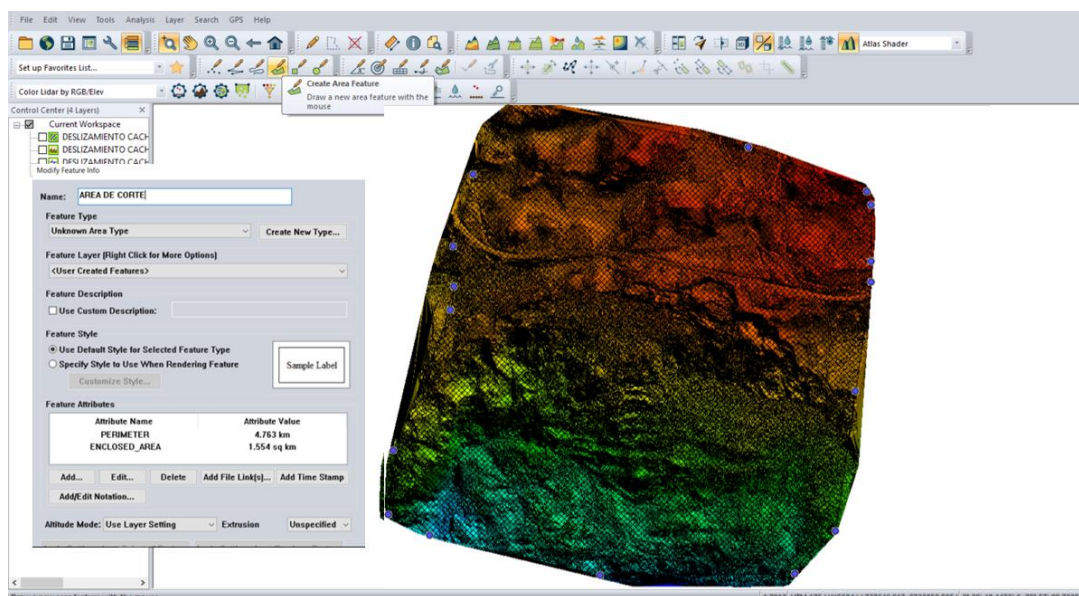 File Edit View Tools Analysis Layer Search GPS Help
Atlas Shader
Set up Favorites List...
Color Lidar by RGB/Elev
Create Area Feature
Draw a new area feature with the
mouse
Control Center (4 Layers)
Current Workspace
DESLIZAMIENTO CACH
DESLIZAMIENTO CACH
DESLIZAMIENTO CACH
Modify Feature Info
Name: AREA DE CORTE
Feature Type
Unknown Area Type Create New Type...
Feature Layer (Right Click for More Options)
<User Created Features>
Feature Description
Use Custom Description:
Feature Style
Use Default Style for Selected Feature Type
Specify Style to Use When Rendering Feature
Sample Label
Customize Style...
Feature Attributes
Attribute Name Attribute Value
PERIMETER 4.763 km
ENCLOSED_AREA 1.554 sq km
Add... Edit... Delete Add File Link(s)... Add Time Stamp
Add/Edit Notation...
Altitude Mode: Use Layer Setting Extrusion Unspecified